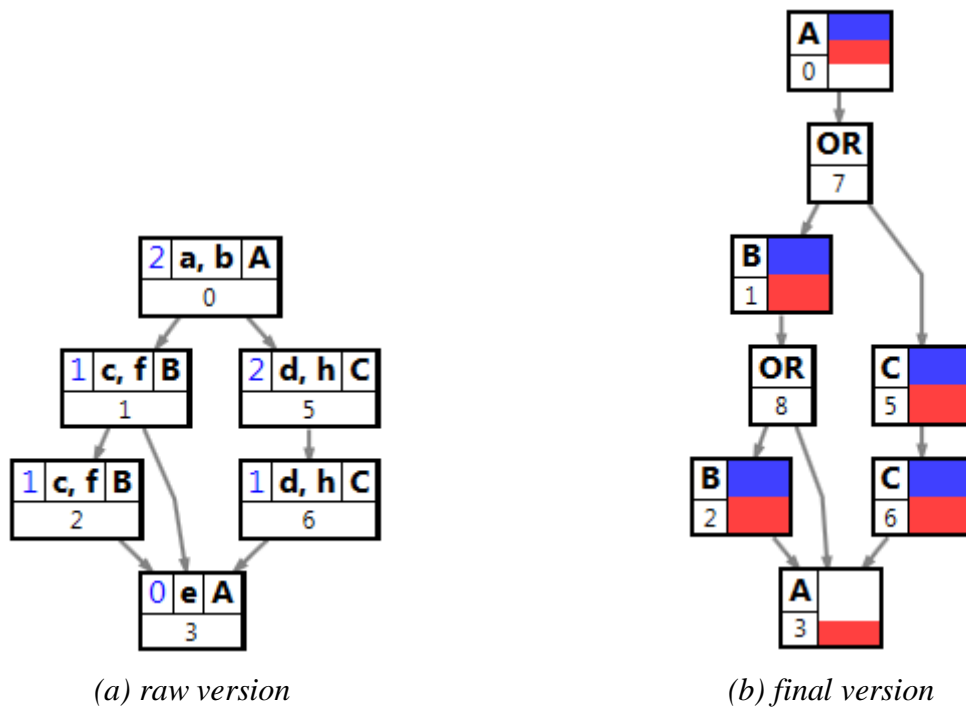 2 a, b A
0
1 c, f B
1
2 d, h C
5
1 c, f B
2
1 d, h C
6
0 e A
3
(a) raw version
A
0
OR
7
B
1
OR
8
C
5
B
2
C
6
A
3
(b) final version